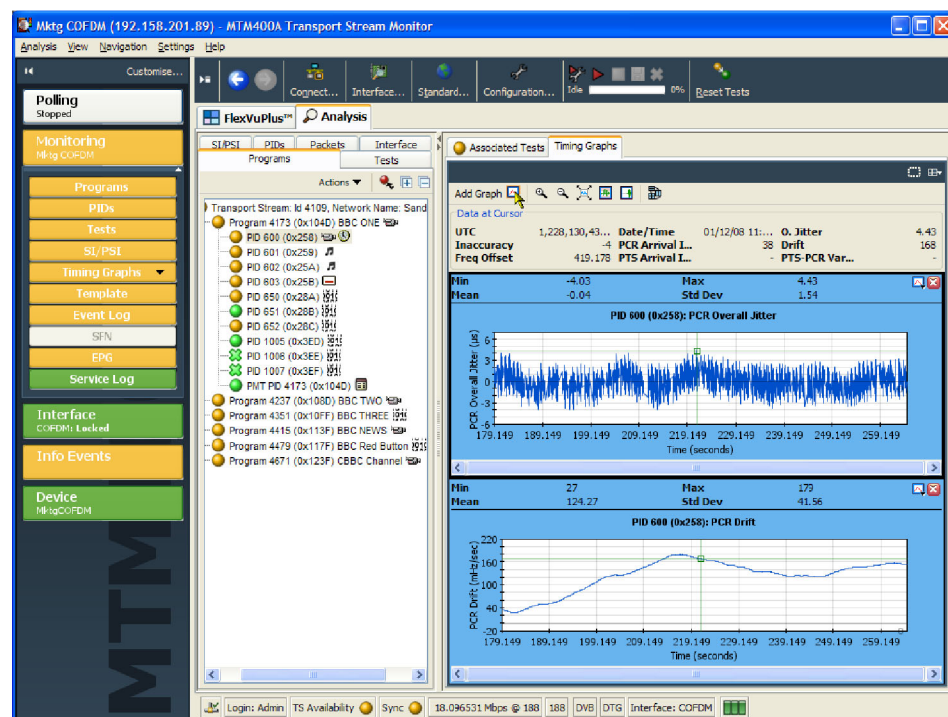 Mktg COFDM (192.158.201.89) - MTM400A Transport Stream Monitor
Analysis View Navigation Settings Help
Customise...
Polling
Stopped
Monitoring
Mktg COFDM
Programs
PIDs
Tests
SI/PSI
Timing Graphs
Template
Event Log
SFN
EPG
Service Log
Interface
COFDM: Locked
Info Events
Device
MktgCOFDM
MTM
Connect... Interface... Standard... Configuration... Idle 0% Reset Tests
FlexVuPlus™ Analysis
SI/PSI PIDs Packets Interface
Programs Tests
Actions
Transport Stream: Id 4109, Network Name: Sand
Program 4173 (0x104D) BBC ONE
PID 600 (0x258)
PID 601 (0x259)
PID 602 (0x25A)
PID 603 (0x25B)
PID 650 (0x28A)
PID 651 (0x28B)
PID 652 (0x28C)
PID 1005 (0x3ED)
PID 1006 (0x3EE)
PID 1007 (0x3EF)
PMT PID 4173 (0x104D)
Program 4237 (0x108D) BBC TWO
Program 4351 (0x10FF) BBC THREE
Program 4415 (0x113F) BBC NEWS
Program 4479 (0x117F) BBC Red Button
Program 4671 (0x123F) CBBC Channel
Associated Tests Timing Graphs
Add Graph
Data at Cursor
UTC 1,228,130,43... Date/Time 01/12/08 11:... O. Jitter 4.43
Inaccuracy -4 PCR Arrival I... 38 Drift 168
Freq Offset 419.178 PTS Arrival I... - PTS-PCR Var... -
Min -4.03 Max 4.43
Mean -0.04 Std Dev 1.54
PID 600 (0x258): PCR Overall Jitter
PCR Overall Jitter (µs)
6
3
0
-3
-6
179.149 189.149 199.149 209.149 219.149 229.149 239.149 249.149 259.149
Time (seconds)
Min 27 Max 179
Mean 124.27 Std Dev 41.56
PID 600 (0x258): PCR Drift
PCR Drift (mHz/sec)
220
160
100
40
-20
179.149 189.149 199.149 209.149 219.149 229.149 239.149 249.149 259.149
Time (seconds)
Login: Admin TS Availability Sync 18.096531 Mbps @ 188 188 DVB DTG Interface: COFDM